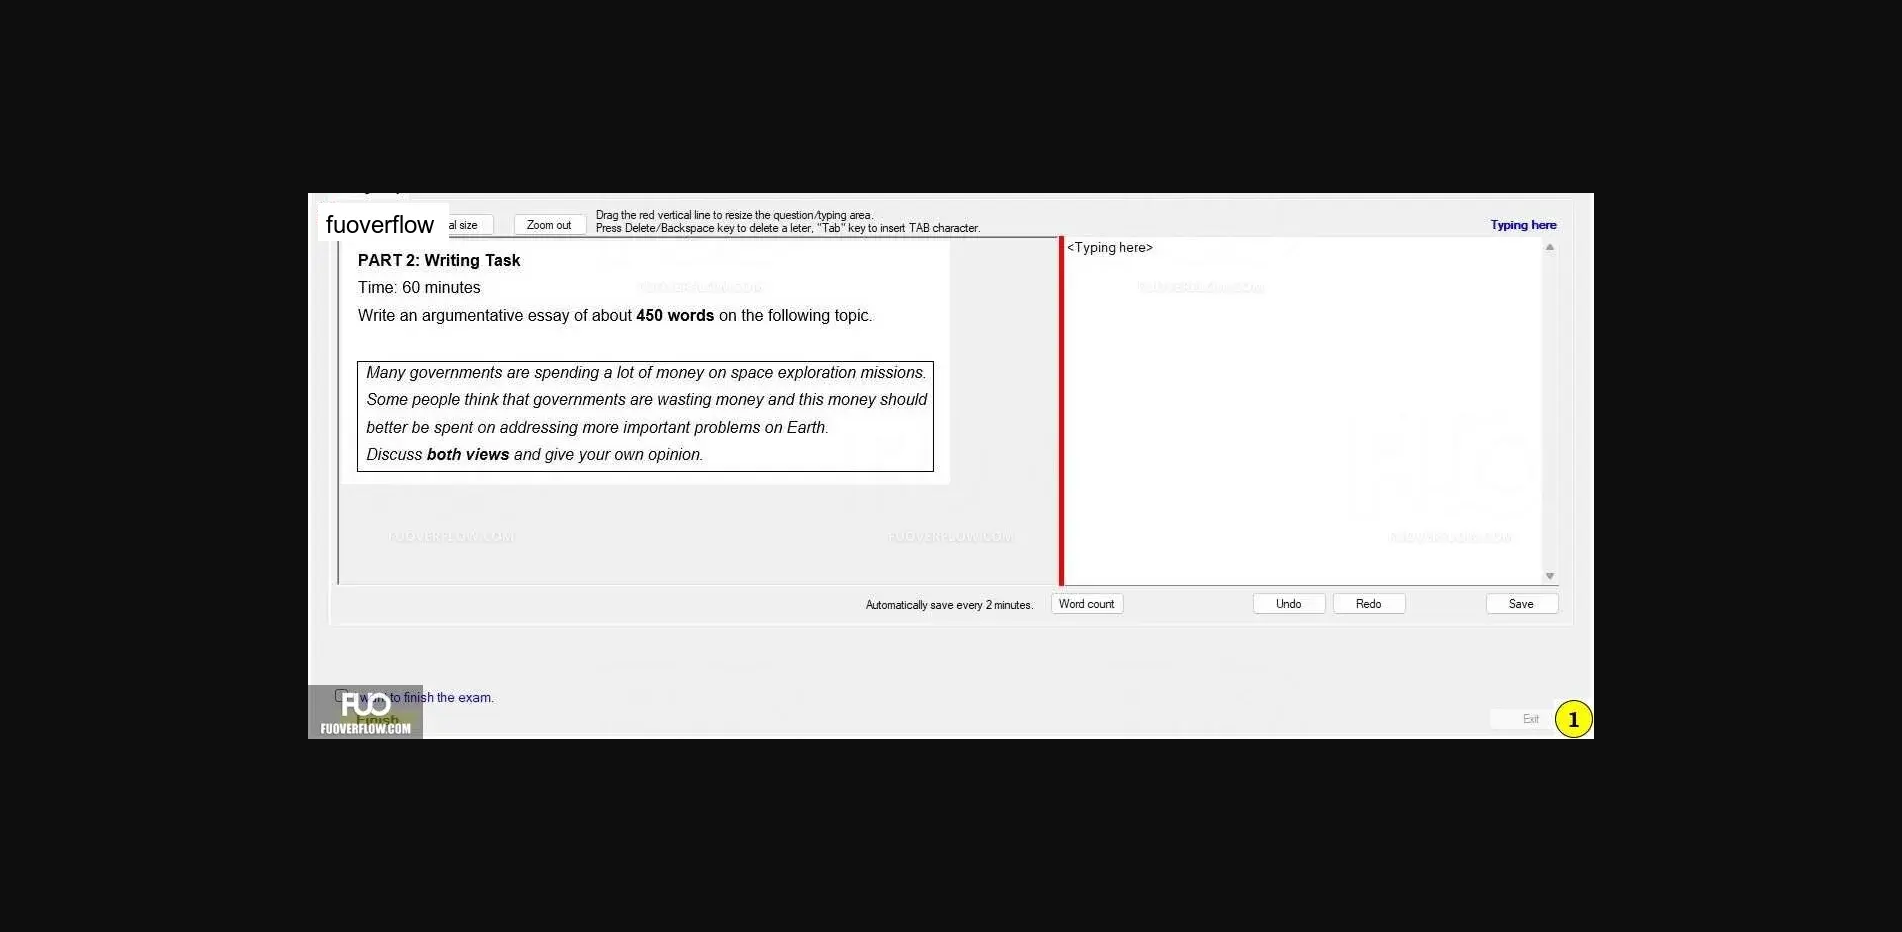 fuoverflow
al size
Zoom out
Drag the red vertical line to resize the question/typing area.
Press Delete/Backspace key to delete a leter, "Tab" key to insert TAB character.
Typing here
PART 2: Writing Task
Time: 60 minutes
Write an argumentative essay of about 450 words on the following topic.
Many governments are spending a lot of money on space exploration missions.
Some people think that governments are wasting money and this money should
better be spent on addressing more important problems on Earth.
Discuss both views and give your own opinion.
<Typing here>
FUOVERFLOW.COM
FUOVERFLOW.COM
FUOVERFLOW.COM
FUOVERFLOW.COM
FUOVERFLOW.COM
Automatically save every 2 minutes.
Word count
Undo
Redo
Save
want to finish the exam.
Finish
FUO
FUOVERFLOW.COM
Exit
1